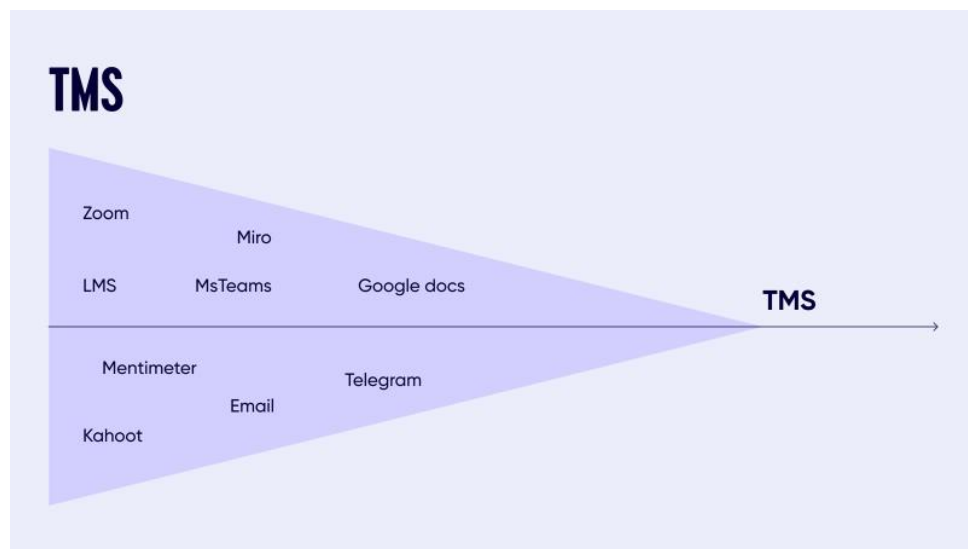 TMS
Zoom
Miro
LMS MsTeams Google docs
TMS
Mentimeter
Telegram
Email
Kahoot